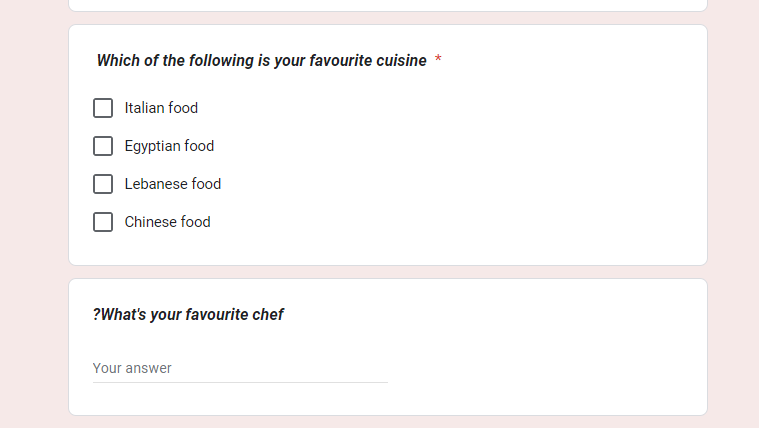 Which of the following is your favourite cuisine *
Italian food
Egyptian food
Lebanese food
Chinese food
?What's your favourite chef
Your answer